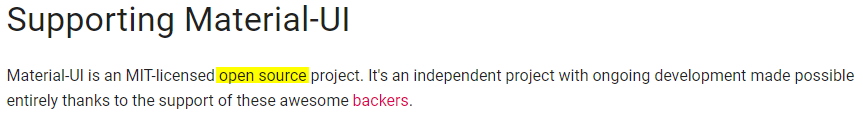 Supporting Material-UI
Material-UI is an MIT-licensed open source project. It's an independent project with ongoing development made possible
entirely thanks to the support of these awesome backers.